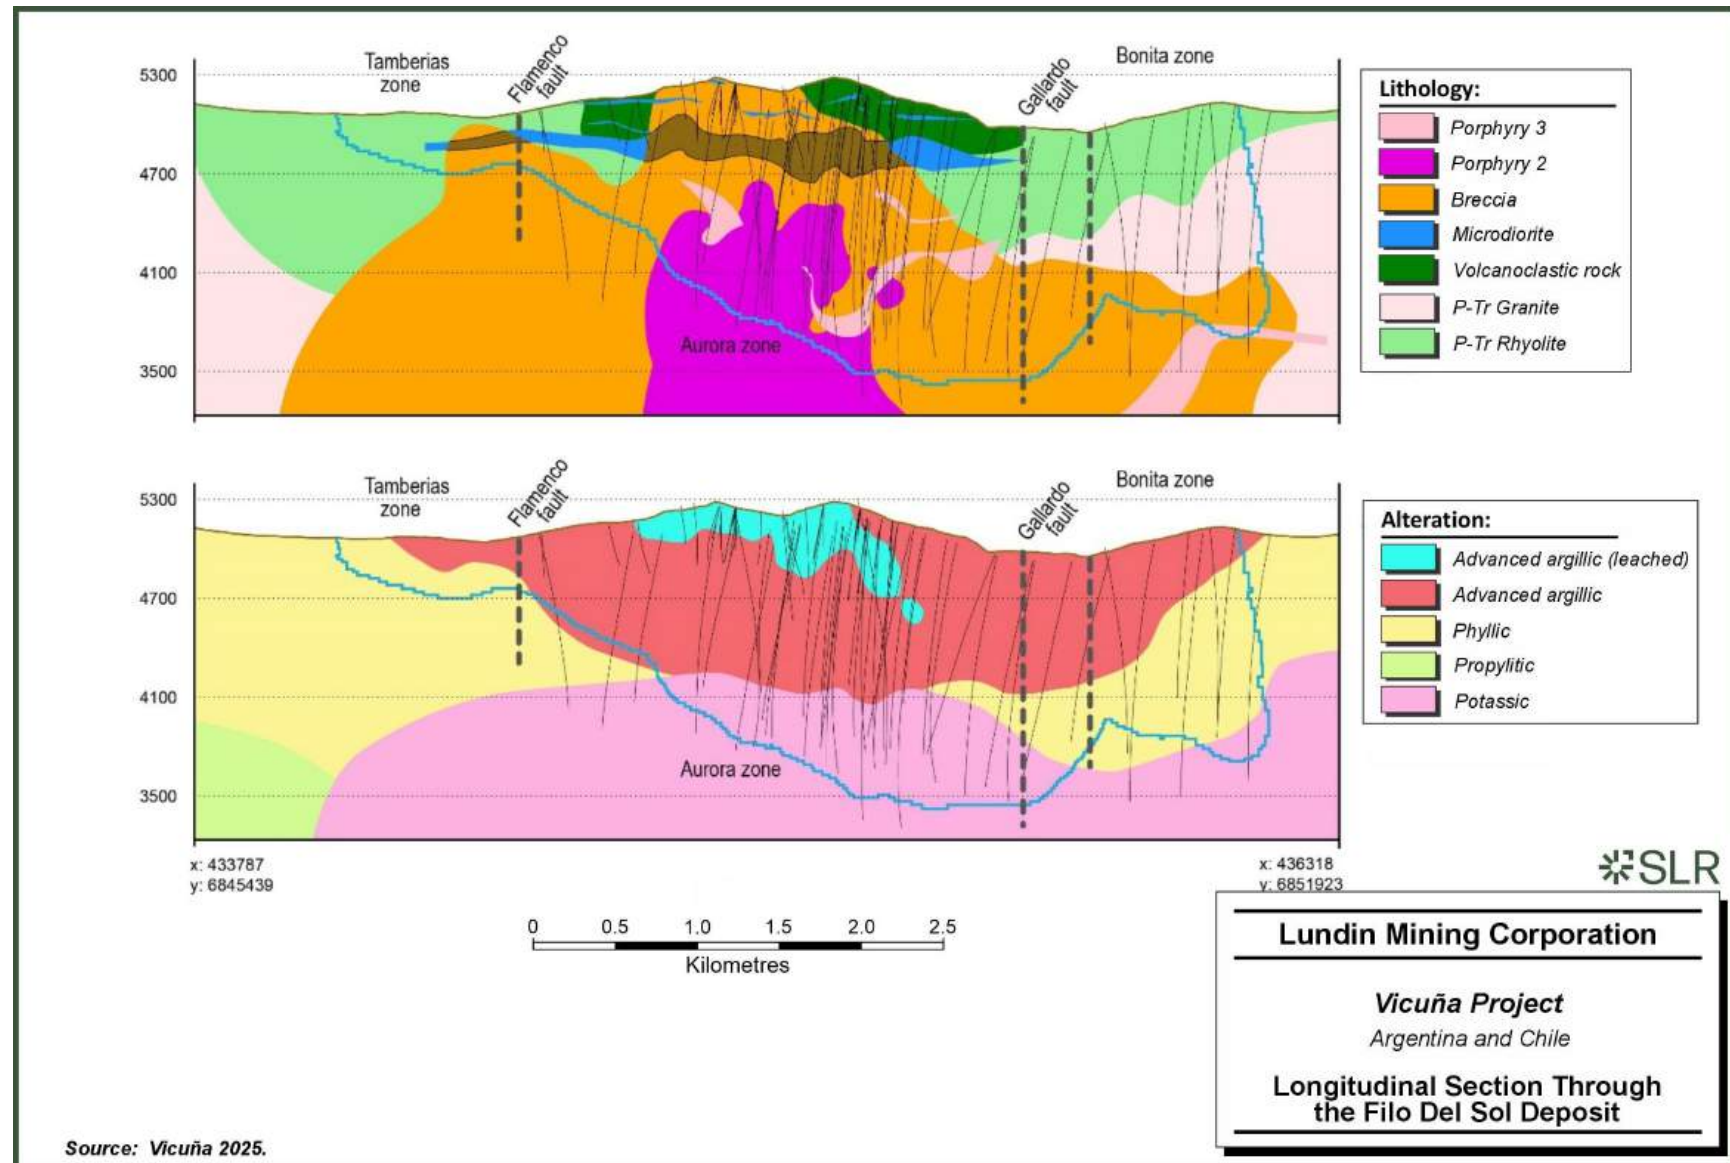 Tamberias
zone
Flamenco
fault
Gallardo
fault
Bonita zone
5300
4700
4100
3500
Aurora zone
Lithology:
Porphyry 3
Porphyry 2
Breccia
Microdiorite
Volcanoclastic rock
P-Tr Granite
P-Tr Rhyolite
Tamberias
zone
Flamenco
fault
Gallardo
fault
Bonita zone
5300
4700
4100
3500
Aurora zone
Alteration:
Advanced argillic (leached)
Advanced argillic
Phyllic
Propylitic
Potassic
x: 433787
y: 6845439
x: 436318
y: 6851923
0 0.5 1.0 1.5 2.0 2.5
Kilometres
SLR
Lundin Mining Corporation
Vicuña Project
Argentina and Chile
Longitudinal Section Through
the Filo Del Sol Deposit
Source: Vicuña 2025.